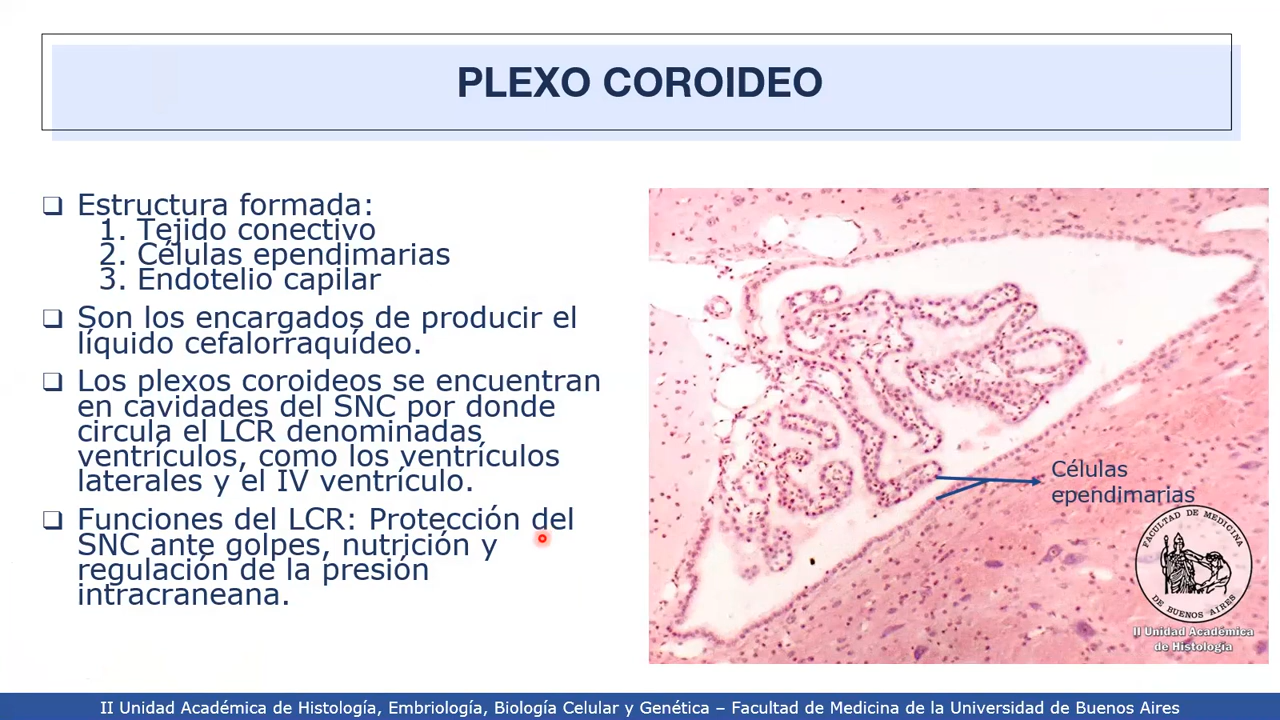 PLEXO COROIDEO
❑ Estructura formada:
1. Tejido conectivo
2. Células ependimarias
3. Endotelio capilar
❑ Son los encargados de producir el
líquido cefalorraquídeo.
❑ Los plexos coroideos se encuentran
en cavidades del SNC por donde
circula el LCR denominadas
ventrículos, como los ventrículos
laterales y el IV ventrículo.
❑ Funciones del LCR: Protección del
SNC ante golpes, nutrición y
regulación de la presión
intracraneana.
Células
ependimarias
FACULTAD DE MEDICINA
DE BUENOS AIRES
II Unidad Académica
de Histología
II Unidad Académica de Histología, Embriología, Biología Celular y Genética – Facultad de Medicina de la Universidad de Buenos Aires